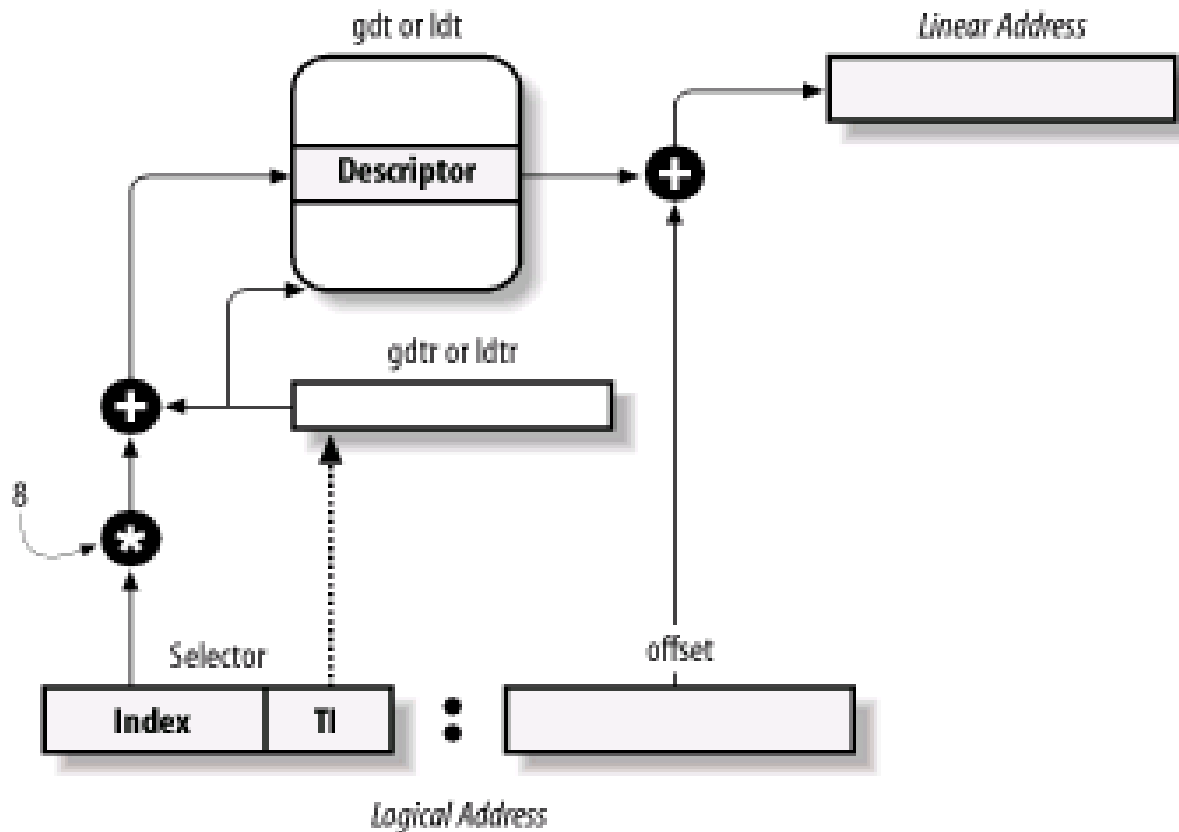 gdt or ldt
Linear Address
Descriptor
gdtr or ldtr
8
Selector
offset
Index
TI
:
Logical Address